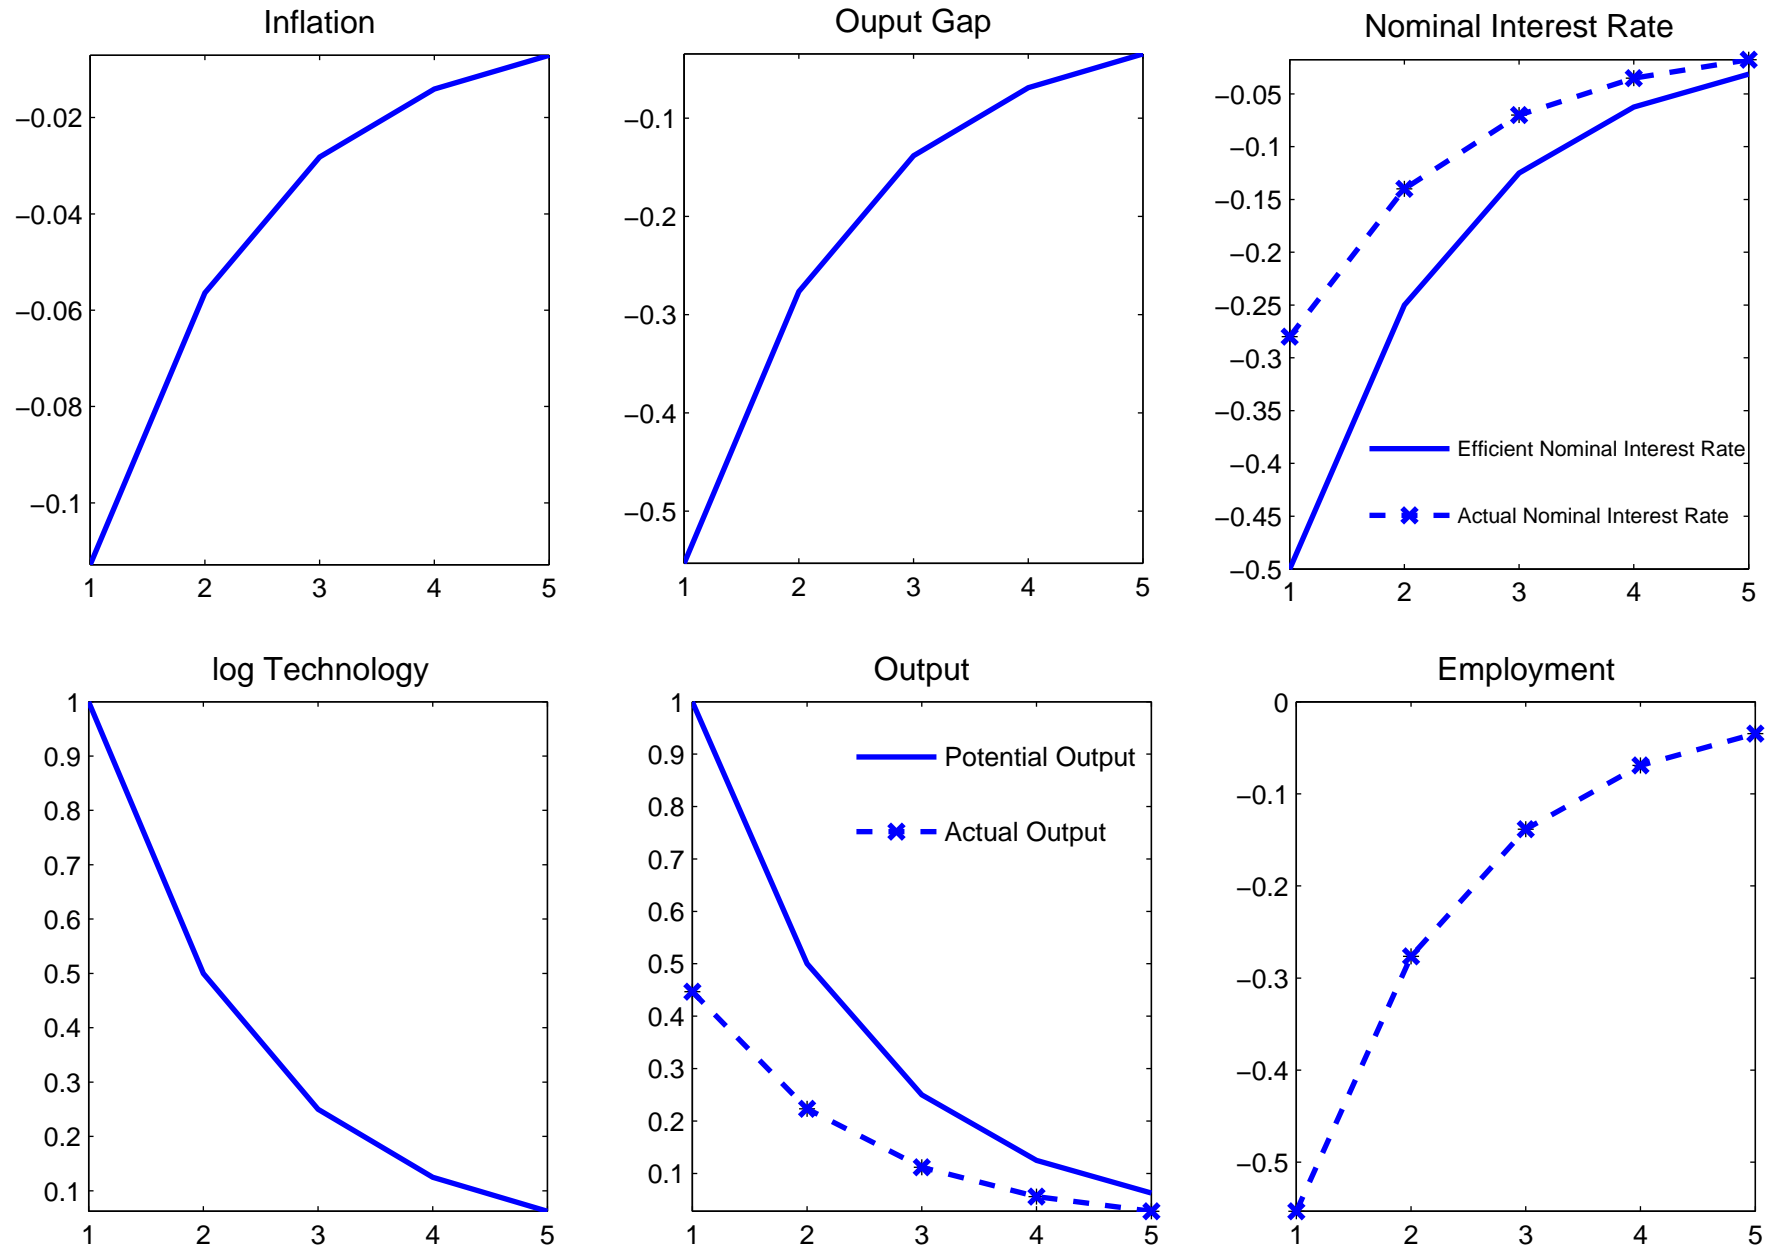 Inflation
−0.02
−0.04
−0.06
−0.08
−0.1
1 2 3 4 5
Ouput Gap
−0.1
−0.2
−0.3
−0.4
−0.5
1 2 3 4 5
Nominal Interest Rate
−0.05
−0.1
−0.15
−0.2
−0.25
−0.3
−0.35
−0.4
−0.45
−0.5
Efficient Nominal Interest Rate
Actual Nominal Interest Rate
1 2 3 4 5
log Technology
1
0.9
0.8
0.7
0.6
0.5
0.4
0.3
0.2
0.1
1 2 3 4 5
Output
1
0.9
0.8
0.7
0.6
0.5
0.4
0.3
0.2
0.1
Potential Output
Actual Output
1 2 3 4 5
Employment
0
−0.1
−0.2
−0.3
−0.4
−0.5
1 2 3 4 5